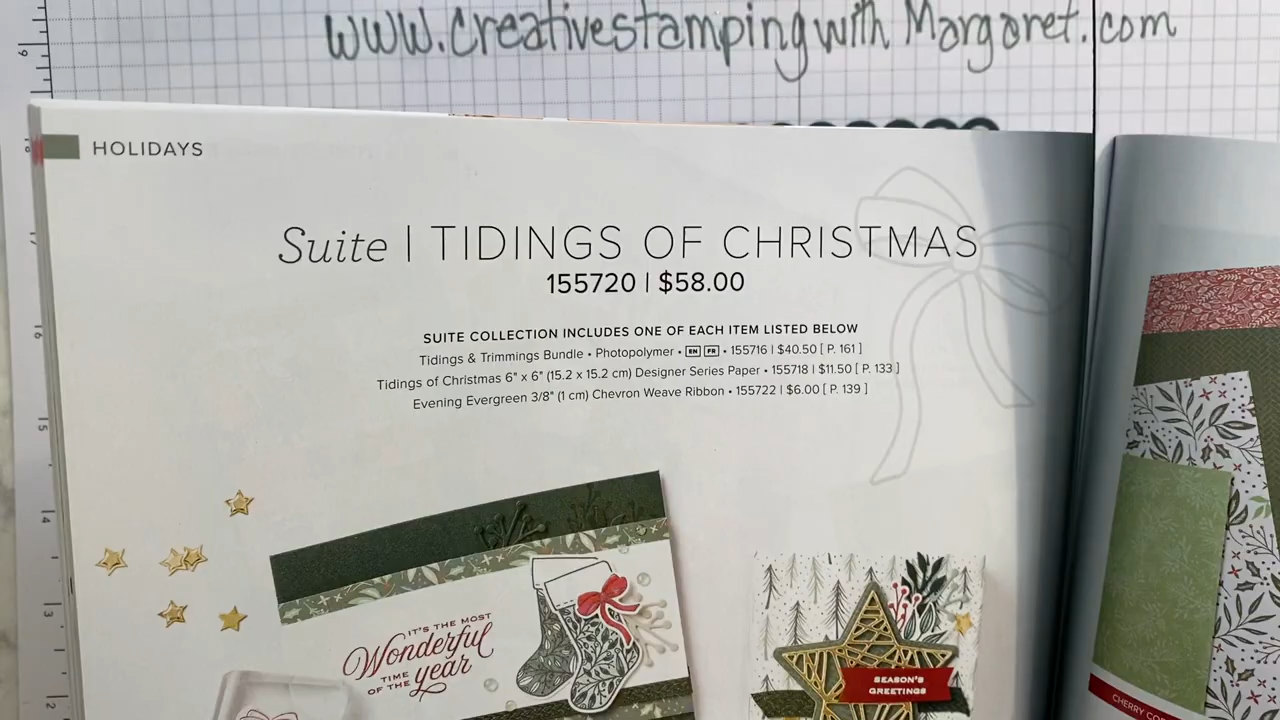 www.creativestampingwithMargaret.com
HOLIDAYS
Suite | TIDINGS OF CHRISTMAS
155720 | $58.00
SUITE COLLECTION INCLUDES ONE OF EACH ITEM LISTED BELOW
Tidings & Trimmings Bundle • Photopolymer • EN FR • 155716 | $40.50 [ P. 161 ]
Tidings of Christmas 6" x 6" (15.2 x 15.2 cm) Designer Series Paper • 155718 | $11.50 [ P. 133 ]
Evening Evergreen 3/8" (1 cm) Chevron Weave Ribbon • 155722 | $6.00 [ P. 139 ]
IT'S THE MOST
Wonderful
TIME
OF THE year
SEASON'S
GREETINGS
CHERRY